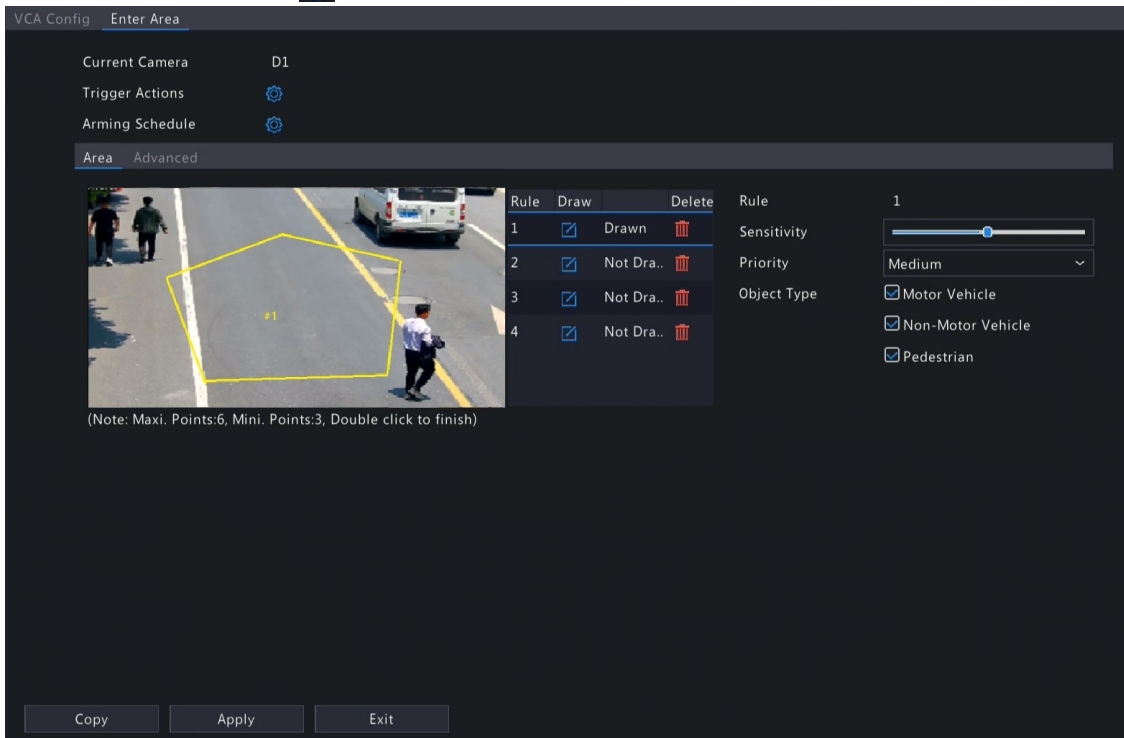 VCA Config Enter Area
Current Camera D1
Trigger Actions
Arming Schedule
Area Advanced
Rule Draw Delete
1 Drawn
2 Not Dra..
3 Not Dra..
4 Not Dra..
#1
(Note: Maxi. Points:6, Mini. Points:3, Double click to finish)
Rule 1
Sensitivity
Priority Medium
Object Type Motor Vehicle
Non-Motor Vehicle
Pedestrian
Copy Apply Exit